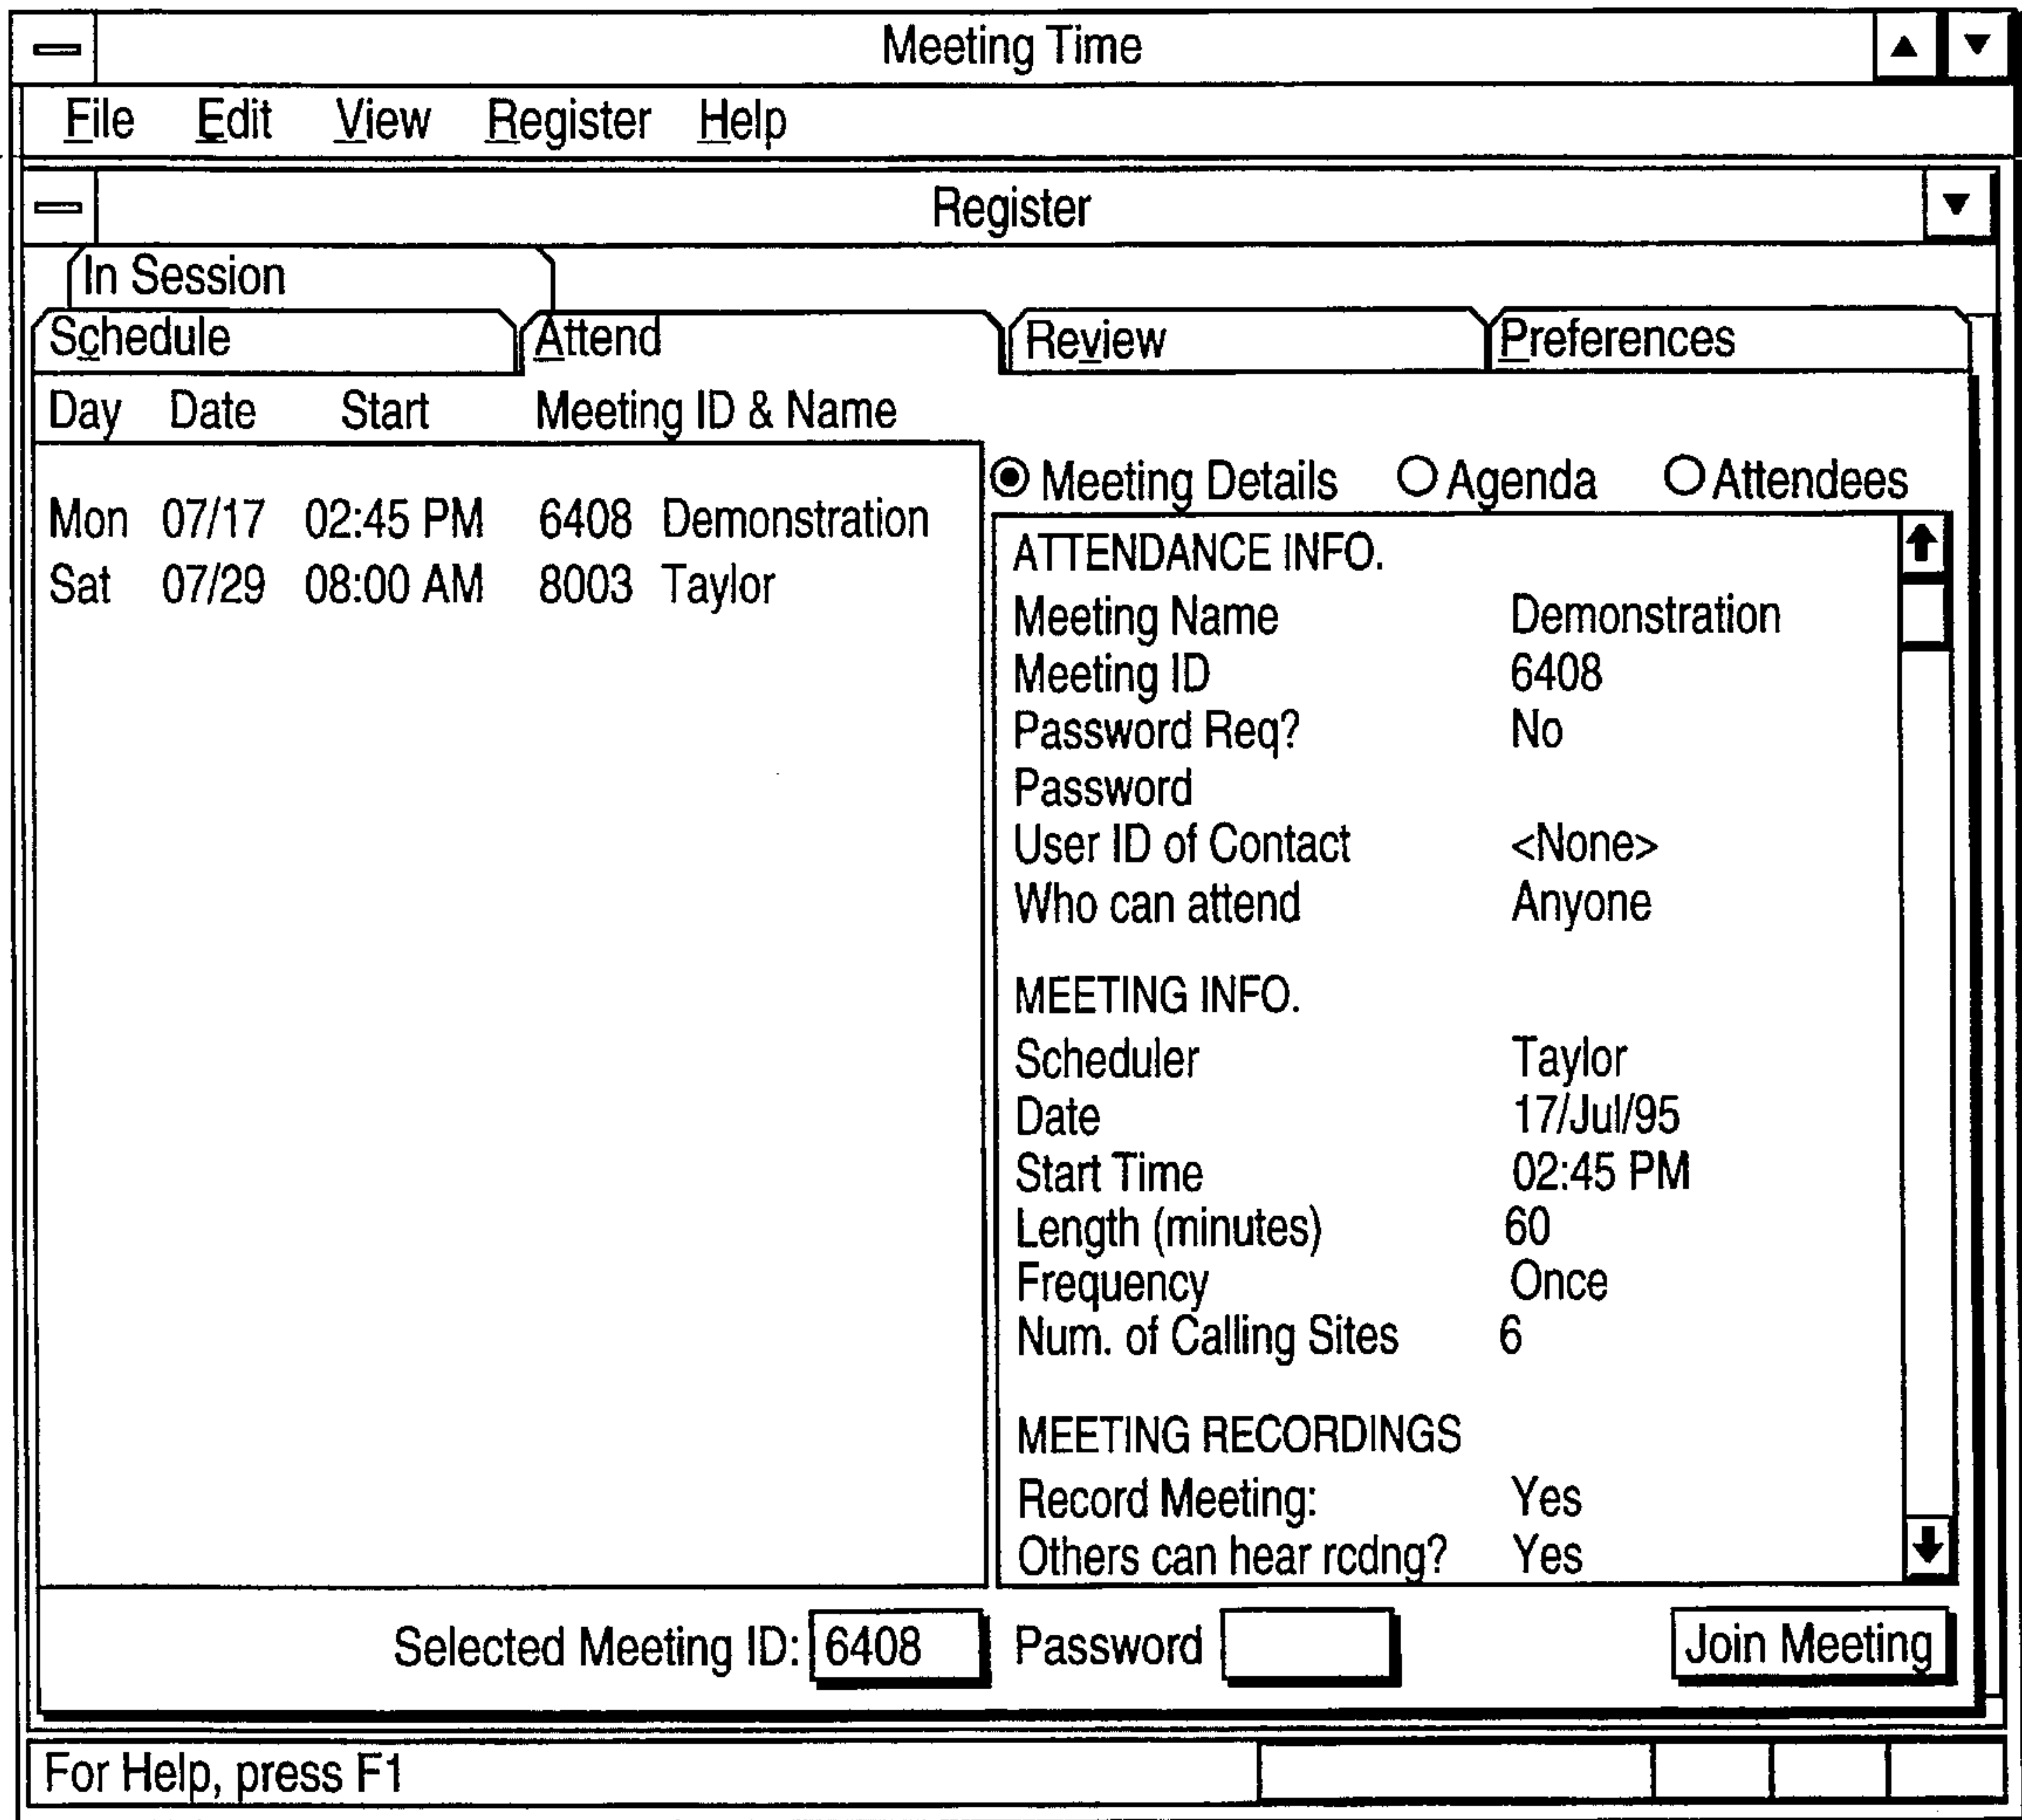 Meeting Time
File Edit View Register Help
Register
In Session
Schedule Attend Review Preferences
Day Date Start Meeting ID & Name
Mon 07/17 02:45 PM 6408 Demonstration
Sat 07/29 08:00 AM 8003 Taylor
Meeting Details Agenda Attendees
ATTENDANCE INFO.
Meeting Name Demonstration
Meeting ID 6408
Password Req? No
Password
User ID of Contact <None>
Who can attend Anyone
MEETING INFO.
Scheduler Taylor
Date 17/Jul/95
Start Time 02:45 PM
Length (minutes) 60
Frequency Once
Num. of Calling Sites 6
MEETING RECORDINGS
Record Meeting: Yes
Others can hear rcdng? Yes
Selected Meeting ID: 6408 Password Join Meeting
For Help, press F1